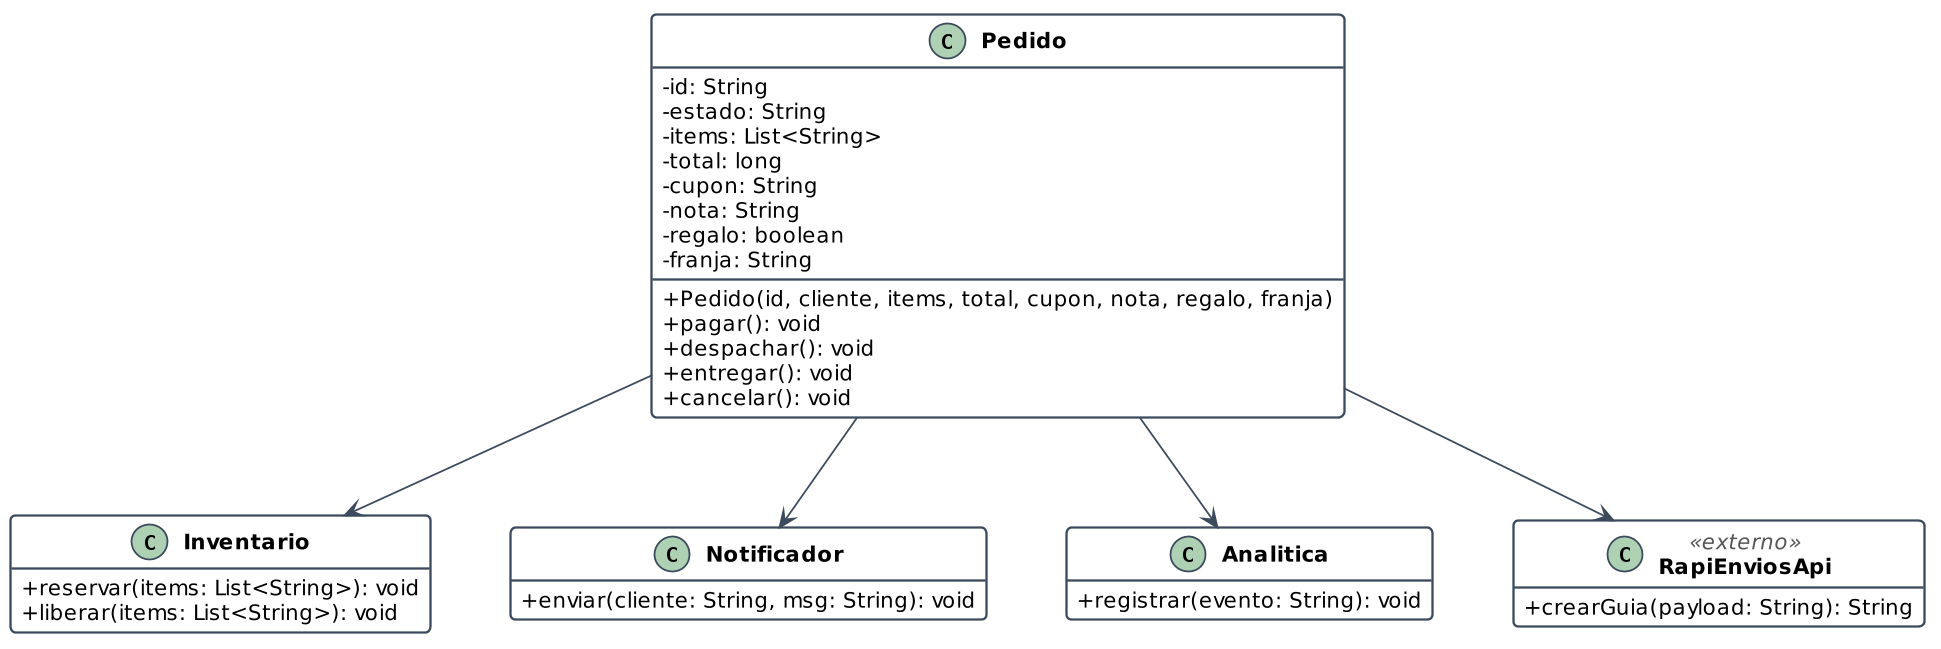 C Pedido
-id: String
-estado: String
-items: List<String>
-total: long
-cupon: String
-nota: String
-regalo: boolean
-franja: String
+Pedido(id, cliente, items, total, cupon, nota, regalo, franja)
+pagar(): void
+despachar(): void
+entregar(): void
+cancelar(): void
C Inventario
+reservar(items: List<String>): void
+liberar(items: List<String>): void
C Notificador
+enviar(cliente: String, msg: String): void
C Analitica
+registrar(evento: String): void
«externo»
C RapiEnviosApi
+crearGuia(payload: String): String